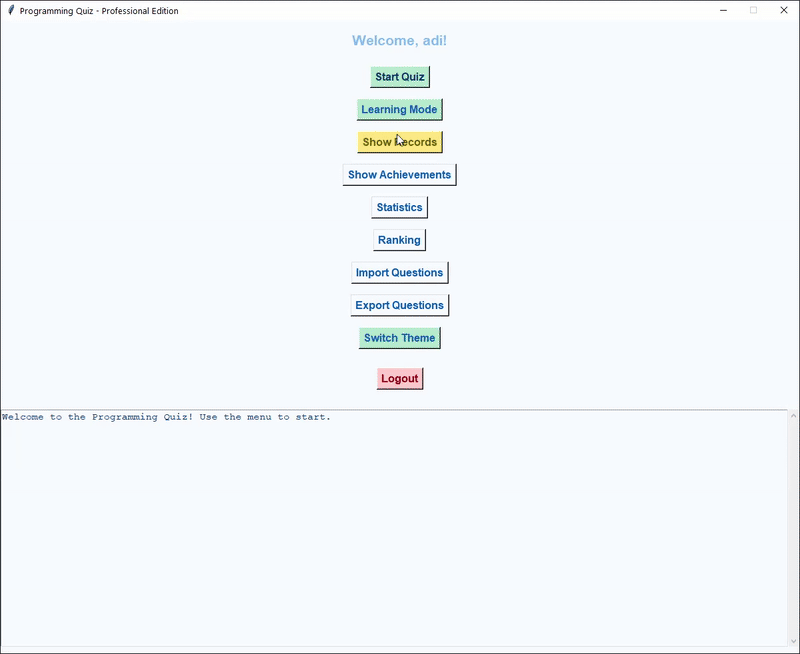 Programming Quiz - Professional Edition
Welcome, adi!
Start Quiz
Learning Mode
Show Records
Show Achievements
Statistics
Ranking
Import Questions
Export Questions
Switch Theme
Logout
Welcome to the Programming Quiz! Use the menu to start.